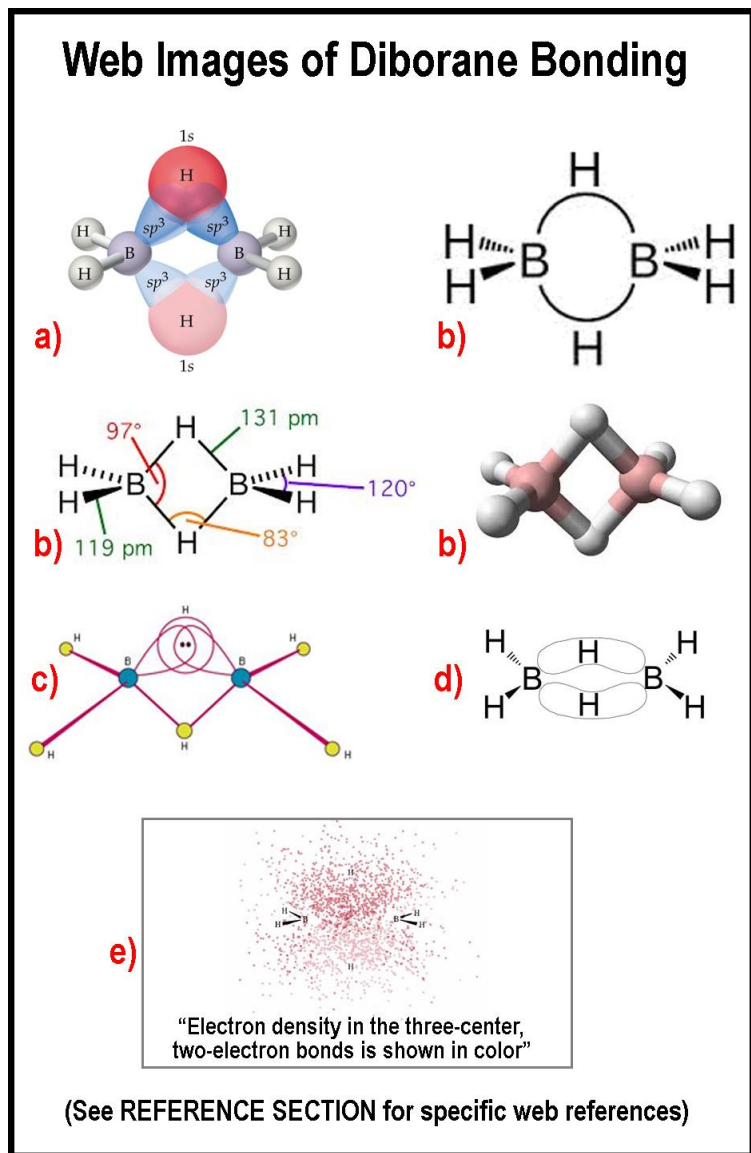 Web Images of Diborane Bonding
1s
H
sp³ sp³
H B B H
H H
sp³ sp³
H
1s
a)
H
H B B H
H H
H
b)
97° H 131 pm
H B B H
H H
120°
119 pm H 83°
b)
b)
H
H B B H
c)
H
H H
H H
H
B B
H
H H
d)
H
H B B H
H H
H
e)
“Electron density in the three-center,
two-electron bonds is shown in color”
(See REFERENCE SECTION for specific web references)